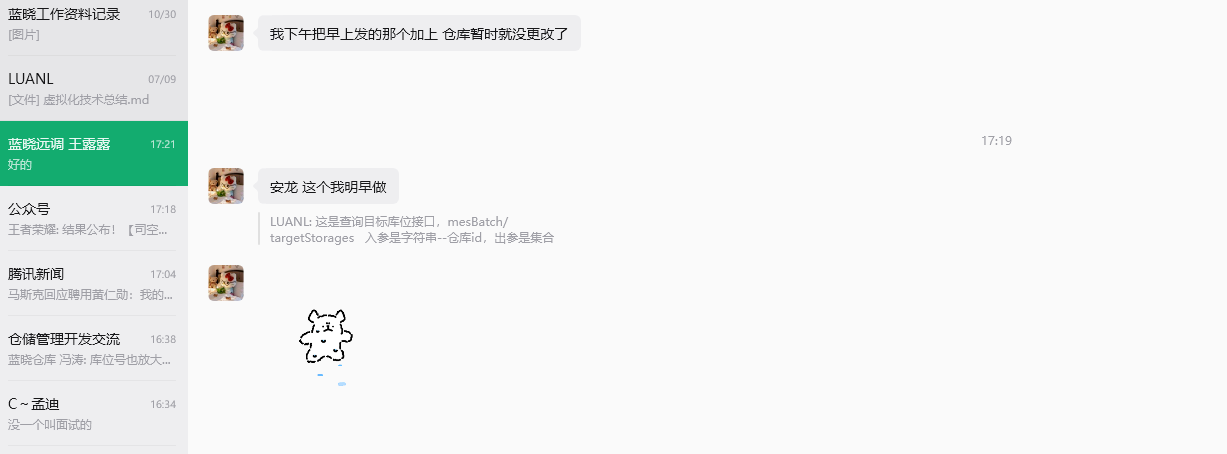 蓝晓工作资料记录 10/30
[图片]
LUANL 07/09
[文件] 虚拟化技术总结.md
蓝晓远调 王露露 17:21
好的
公众号 17:18
王者荣耀: 结果公布！【司空...
腾讯新闻 17:04
马斯克回应聘用黄仁勋：我的...
仓储管理开发交流 16:38
蓝晓仓库 冯涛: 库位号也放大...
C～孟迪 16:34
没一个叫面试的
我下午把早上发的那个加上 仓库暂时就没更改了
17:19
安龙 这个我明早做
LUANL: 这是查询目标库位接口，mesBatch/
targetStorages 入参是字符串--仓库id，出参是集合